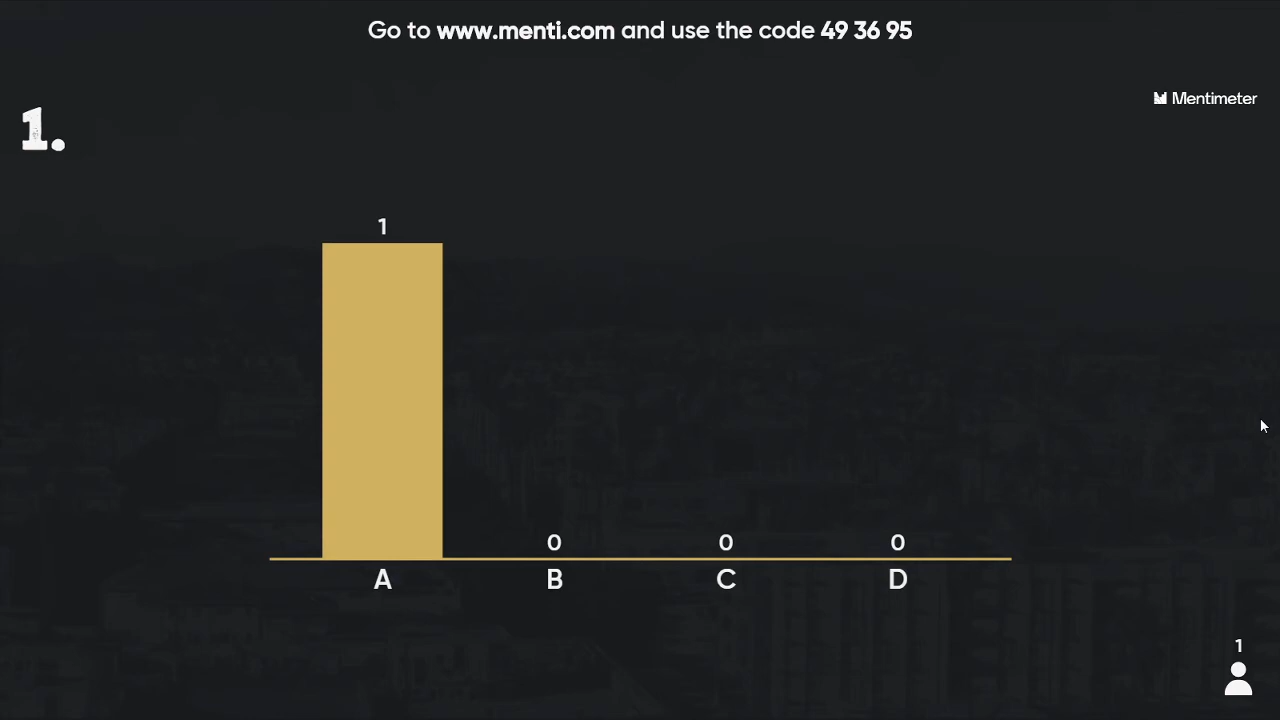 Go to www.menti.com and use the code 49 36 95
Mentimeter
1.
1
0 0 0
A B C D
1